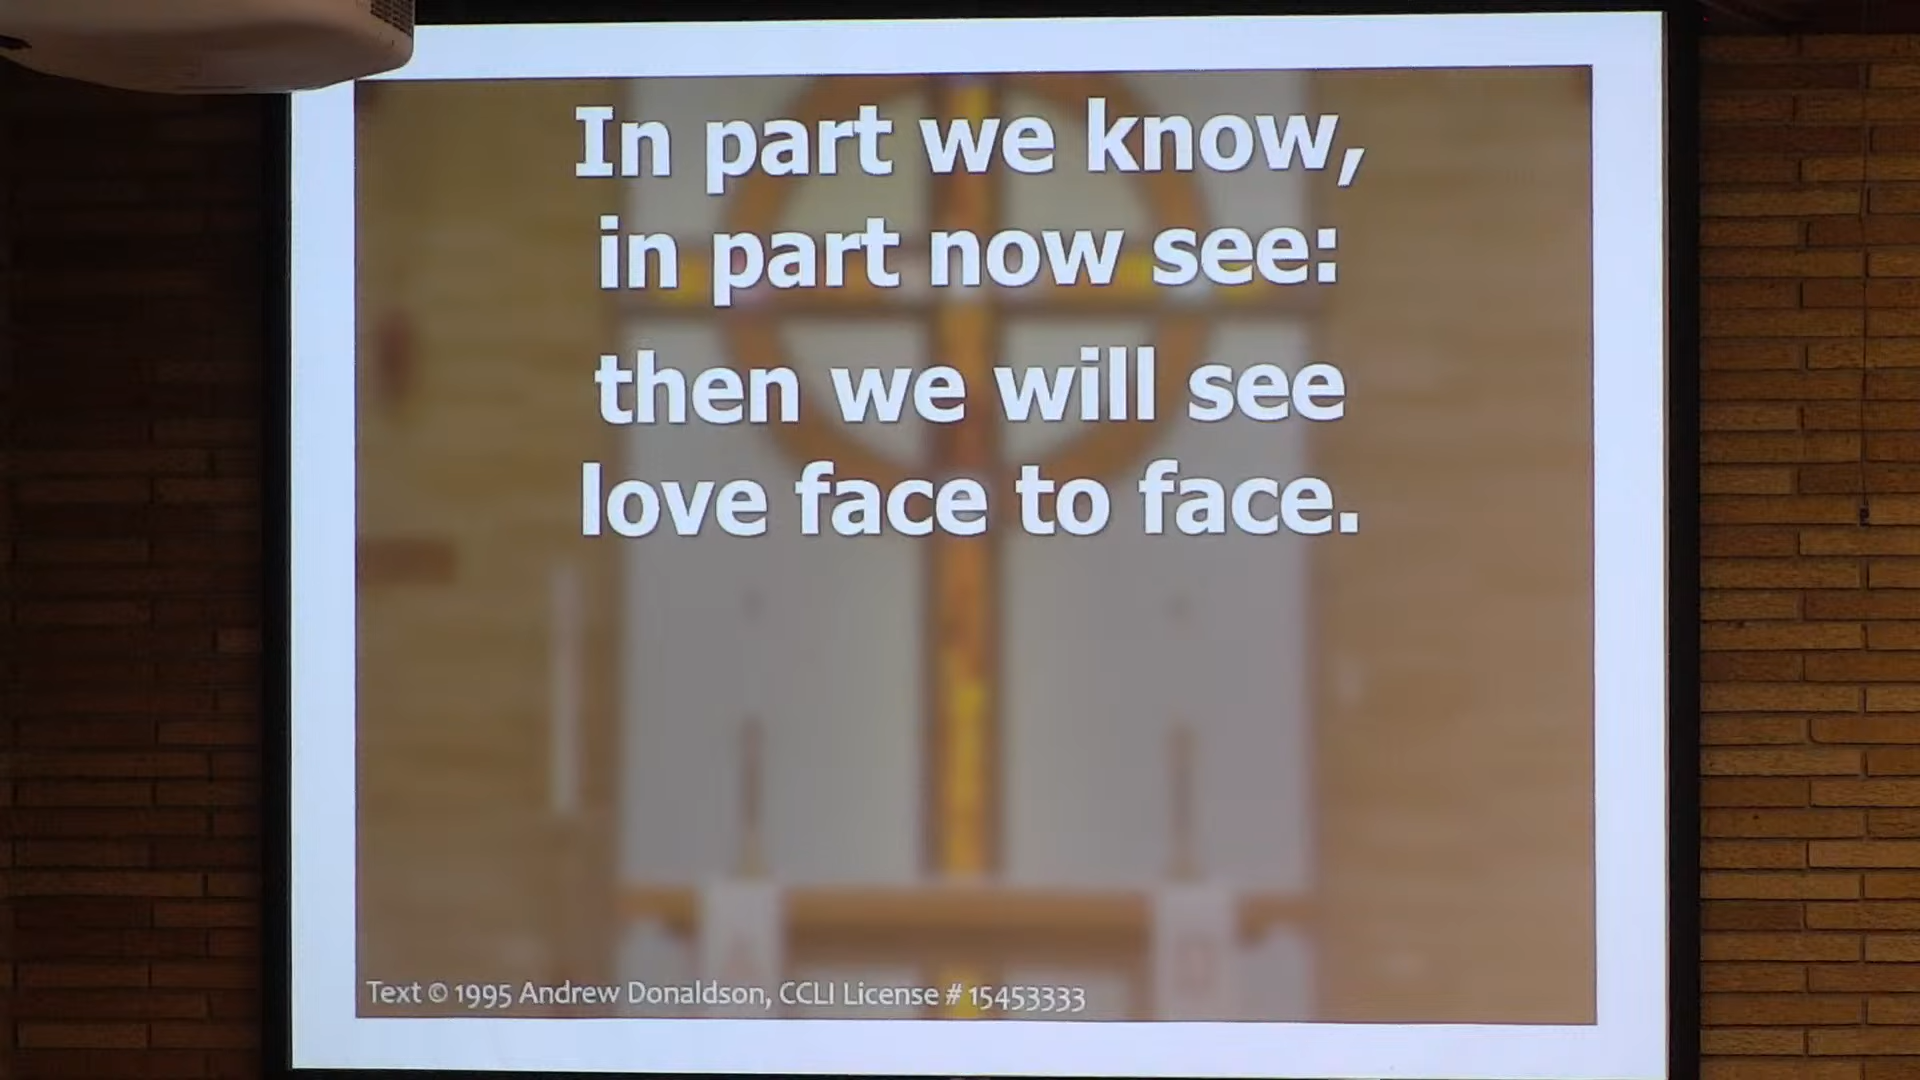 In part we know,
in part now see:
then we will see
love face to face.
Text © 1995 Andrew Donaldson, CCLI License # 15453333